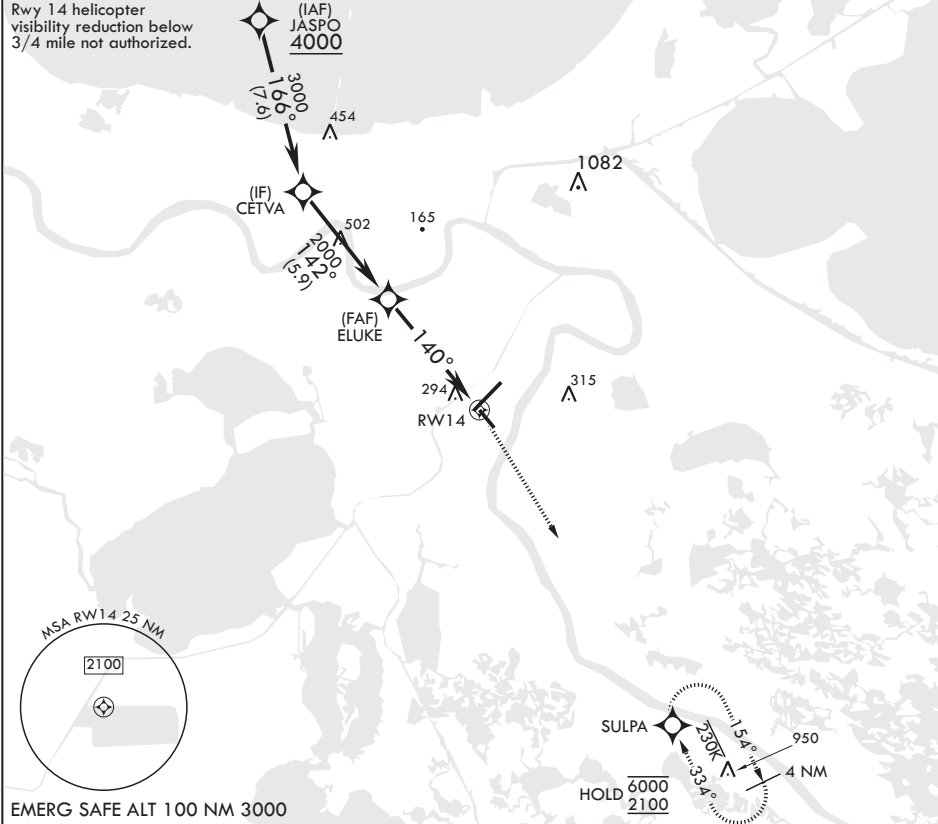 Rwy 14 helicopter
visibility reduction below
3/4 mile not authorized.
(IAF)
JASPO
4000
3000
166°
(7.6)
454
1082
(IF)
CETVA
502
165
2000
142°
(5.9)
(FAF)
ELUKE
140°
294
315
RW14
MSA RW14 25 NM
2100
SULPA
230K
154°
950
4 NM
334°
HOLD 6000
2100
EMERG SAFE ALT 100 NM 3000